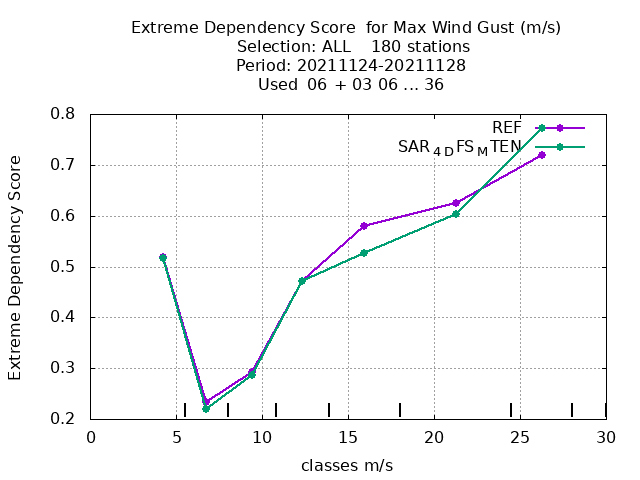 Extreme Dependency Score  for Max Wind Gust (m/s)
Selection: ALL    180 stations
Period: 20211124-20211128
Used  06 + 03 06 ... 36
0.8
REF
SAR4DFSMTEN
0.7
0.6
0.5
0.4
0.3
0.2
Extreme Dependency Score
0 5 10 15 20 25 30
classes m/s